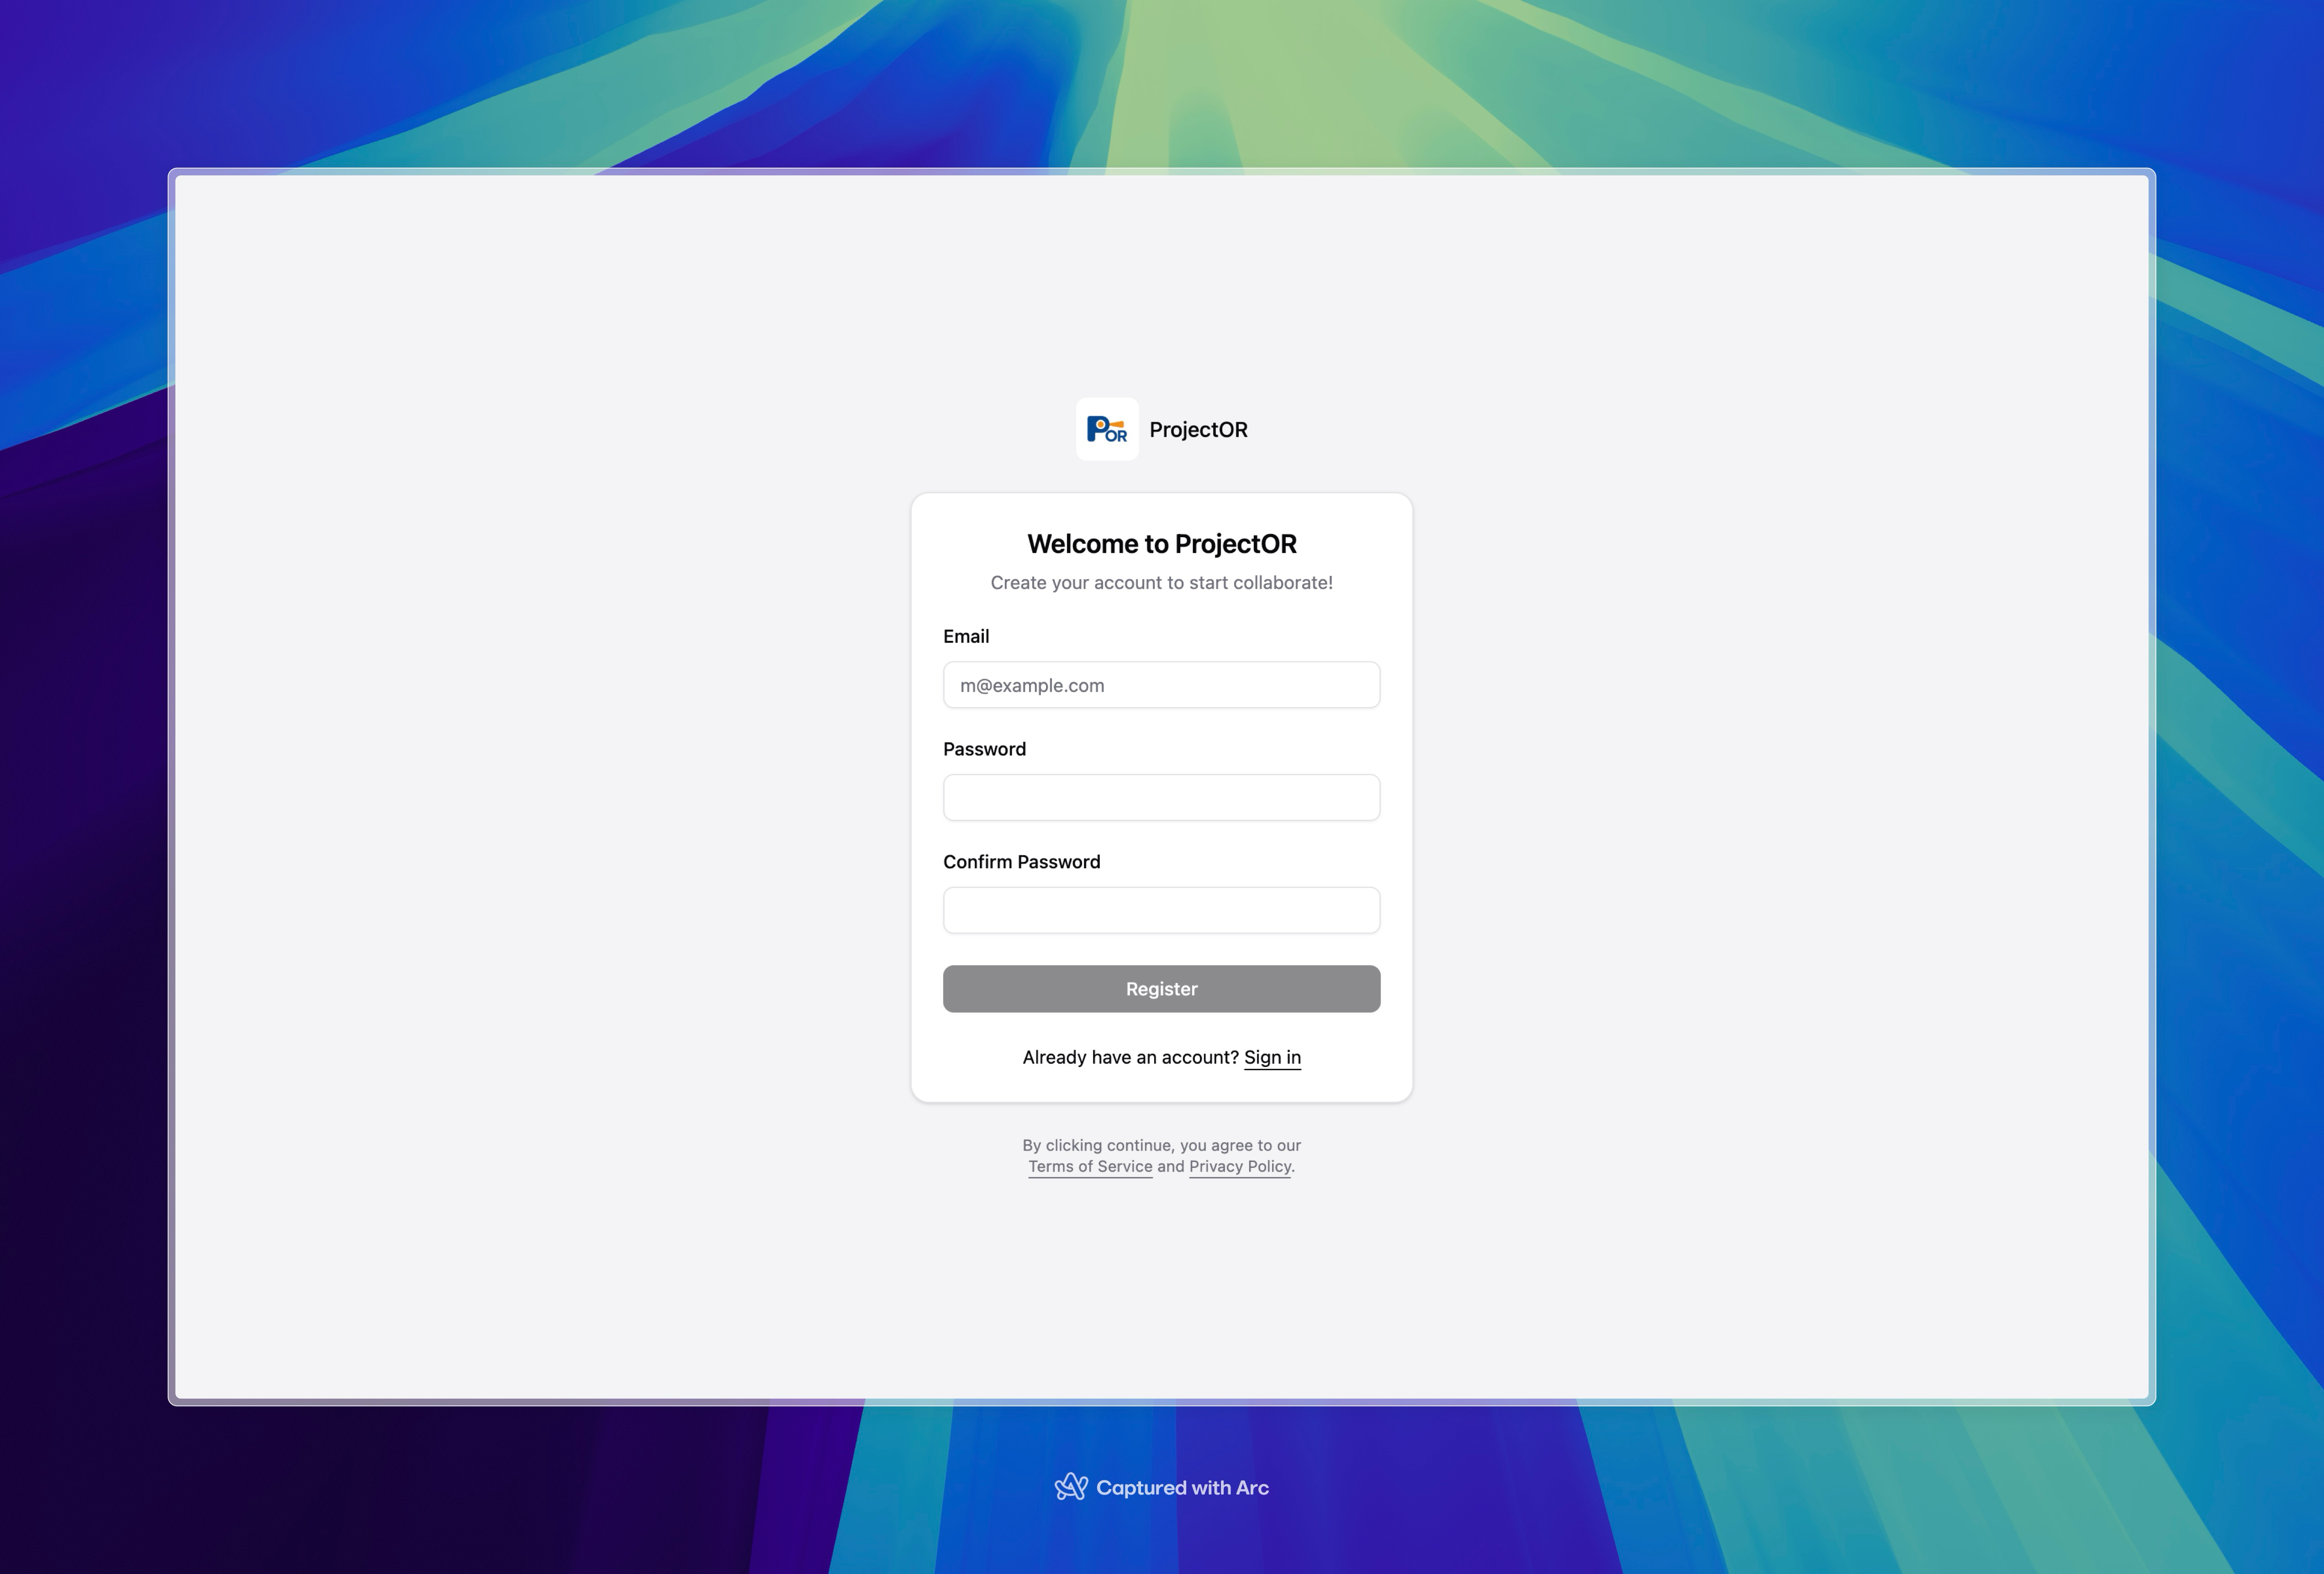 POR
ProjectOR
Welcome to ProjectOR
Create your account to start collaborate!
Email
m@example.com
Password
Confirm Password
Register
Already have an account? Sign in
By clicking continue, you agree to our
Terms of Service and Privacy Policy.
Captured with Arc